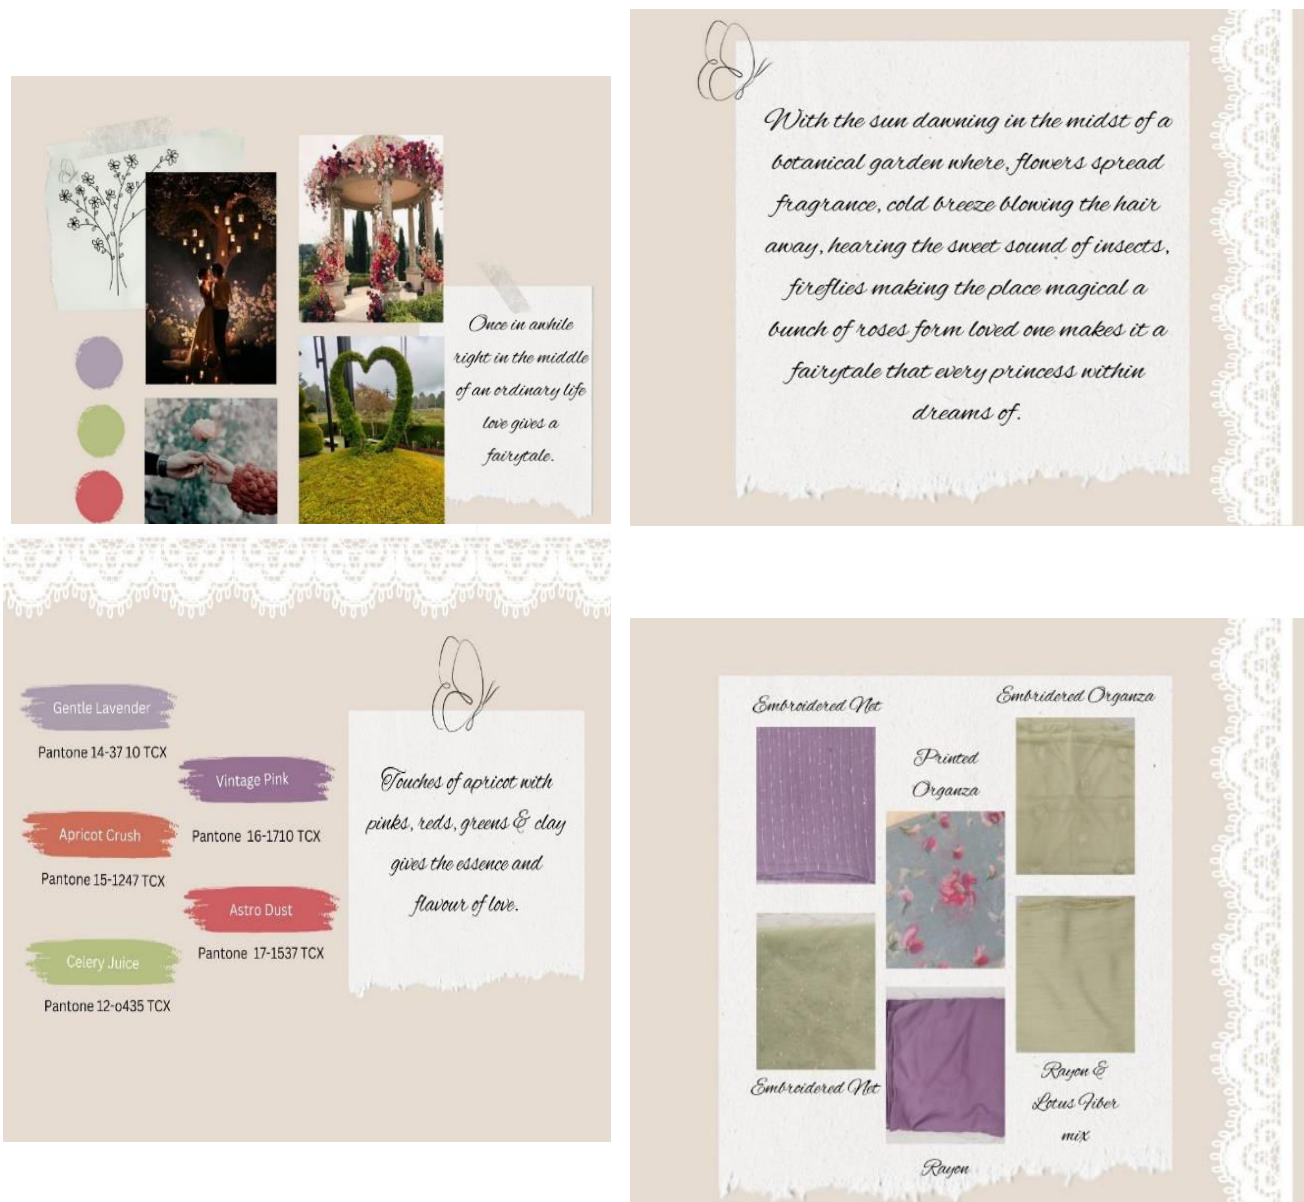 Once in awhile
right in the middle
of an ordinary life
love gives a
fairytale.
With the sun dawning in the midst of a
botanical garden where, flowers spread
fragrance, cold breeze blowing the hair
away, hearing the sweet sound of insects,
fireflies making the place magical a
bunch of roses form loved one makes it a
fairytale that every princess within
dreams of.
Gentle Lavender
Pantone 14-37 10 TCX
Vintage Pink
Pantone 16-1710 TCX
Apricot Crush
Pantone 15-1247 TCX
Astro Dust
Pantone 17-1537 TCX
Celery Juice
Pantone 12-o435 TCX
Touches of apricot with
pinks, reds, greens & clay
gives the essence and
flavour of love.
Embroidered Net
Printed
Organza
Embridered Organza
Embroidered Net
Rayon
Rayon &
Lotus Fiber
mix